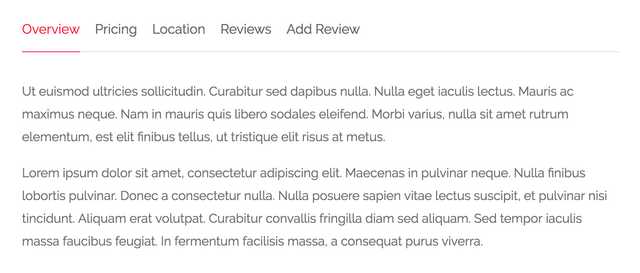 Overview Pricing Location Reviews Add Review
Ut euismod ultricies sollicitudin. Curabitur sed dapibus nulla. Nulla eget iaculis lectus. Mauris ac
maximus neque. Nam in mauris quis libero sodales eleifend. Morbi varius, nulla sit amet rutrum
elementum, est elit finibus tellus, ut tristique elit risus at metus.
Lorem ipsum dolor sit amet, consectetur adipiscing elit. Maecenas in pulvinar neque. Nulla finibus
lobortis pulvinar. Donec a consectetur nulla. Nulla posuere sapien vitae lectus suscipit, et pulvinar nisi
tincidunt. Aliquam erat volutpat. Curabitur convallis fringilla diam sed aliquam. Sed tempor iaculis
massa faucibus feugiat. In fermentum facilisis massa, a consequat purus viverra.